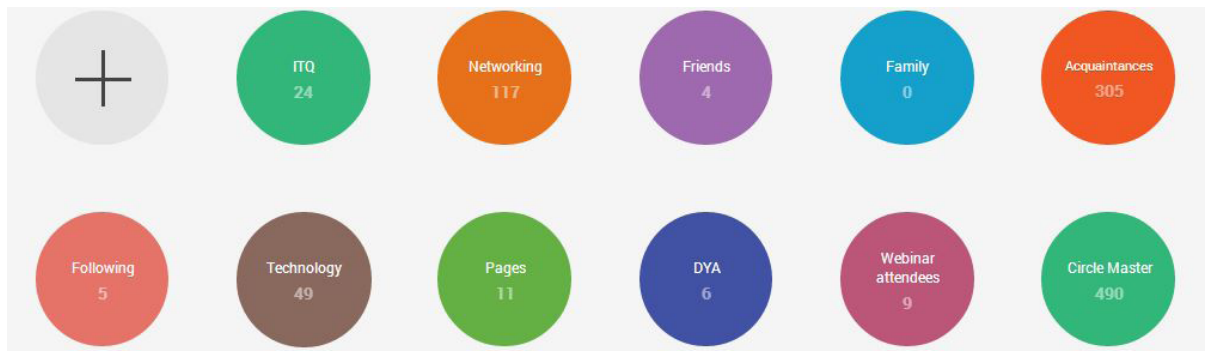 ITQ
24
Networking
117
Friends
4
Family
0
Acquaintances
305
Following
5
Technology
49
Pages
11
DYA
6
Webinar
attendees
9
Circle Master
490